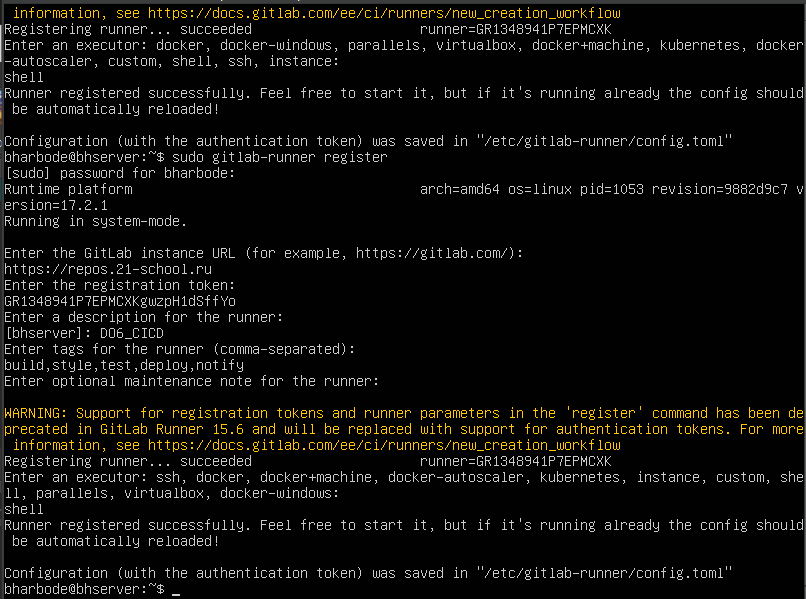 information, see https://docs.gitlab.com/ee/ci/runners/new_creation_workflow
Registering runner... succeeded                     runner=GR1348941P7EPMCXK
Enter an executor: docker, docker-windows, parallels, virtualbox, docker+machine, kubernetes, docker
-autoscaler, custom, shell, ssh, instance:
shell
Runner registered successfully. Feel free to start it, but if it's running already the config should
 be automatically reloaded!

Configuration (with the authentication token) was saved in "/etc/gitlab-runner/config.toml"
bharbode@bhserver:~$ sudo gitlab-runner register
[sudo] password for bharbode:
Runtime platform                                    arch=amd64 os=linux pid=1053 revision=9882d9c7 v
ersion=17.2.1
Running in system-mode.

Enter the GitLab instance URL (for example, https://gitlab.com/):
https://repos.21-school.ru
Enter the registration token:
GR1348941P7EPMCXKgwzpH1dSffYo
Enter a description for the runner:
[bhserver]: DO6_CICD
Enter tags for the runner (comma-separated):
build,style,test,deploy,notify
Enter optional maintenance note for the runner:

WARNING: Support for registration tokens and runner parameters in the 'register' command has been de
precated in GitLab Runner 15.6 and will be replaced with support for authentication tokens. For more
 information, see https://docs.gitlab.com/ee/ci/runners/new_creation_workflow
Registering runner... succeeded                     runner=GR1348941P7EPMCXK
Enter an executor: ssh, docker, docker+machine, docker-autoscaler, kubernetes, instance, custom, she
ll, parallels, virtualbox, docker-windows:
shell
Runner registered successfully. Feel free to start it, but if it's running already the config should
 be automatically reloaded!

Configuration (with the authentication token) was saved in "/etc/gitlab-runner/config.toml"
bharbode@bhserver:~$ _